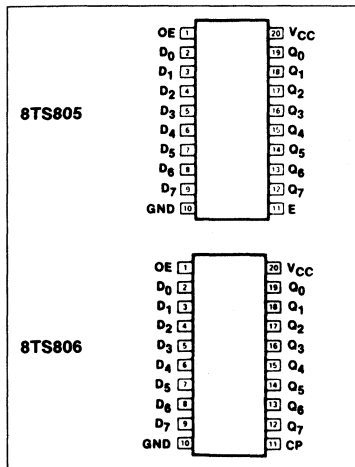 8TS805
OE 1 20 VCC
D0 2 19 Q0
D1 3 18 Q1
D2 4 17 Q2
D3 5 16 Q3
D4 6 15 Q4
D5 7 14 Q5
D6 8 13 Q6
D7 9 12 Q7
GND 10 11 E
8TS806
OE 1 20 VCC
D0 2 19 Q0
D1 3 18 Q1
D2 4 17 Q2
D3 5 16 Q3
D4 6 15 Q4
D5 7 14 Q5
D6 8 13 Q6
D7 9 12 Q7
GND 10 11 CP